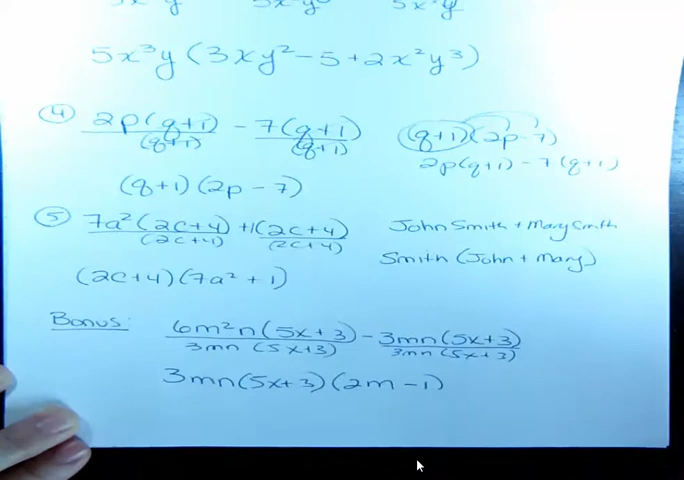 5x³y(3xy² - 5 + 2x²y³)
④ 2p(q+1) - 7(q+1)
(q+1) (q+1)
(q+1)(2p - 7)
(q+1)(2p-7)
2p(q+1) - 7(q+1)
⑤ 7a²(2c+4) + 1(2c+4)
(2c+4) (2c+4)
(2c+4)(7a² + 1)
John Smith + Mary Smith
Smith (John + Mary)
Bonus: 6m²n(5x+3) - 3mn(5x+3)
3mn (5x+3) 3mn (5x+3)
3mn(5x+3)(2m - 1)